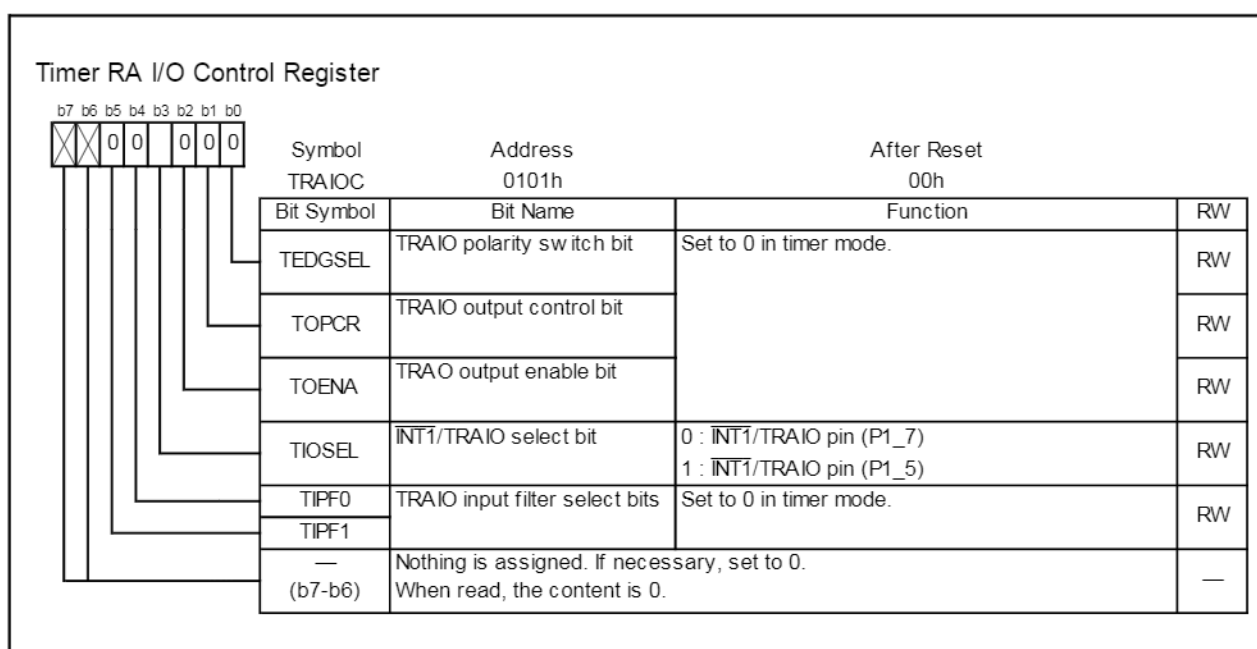 Timer RA I/O Control Register
b7 b6 b5 b4 b3 b2 b1 b0
0 0 0 0 0
Symbol Address After Reset
TRAIOC 0101h 00h
Bit Symbol Bit Name Function RW
TEDGSEL TRAIO polarity switch bit Set to 0 in timer mode. RW
TOPCR TRAIO output control bit RW
TOENA TRAO output enable bit RW
TIOSEL INT1/TRAIO select bit 0 : INT1/TRAIO pin (P1_7) RW
1 : INT1/TRAIO pin (P1_5)
TIPF0 TRAIO input filter select bits Set to 0 in timer mode. RW
TIPF1
— Nothing is assigned. If necessary, set to 0. —
(b7-b6) When read, the content is 0.